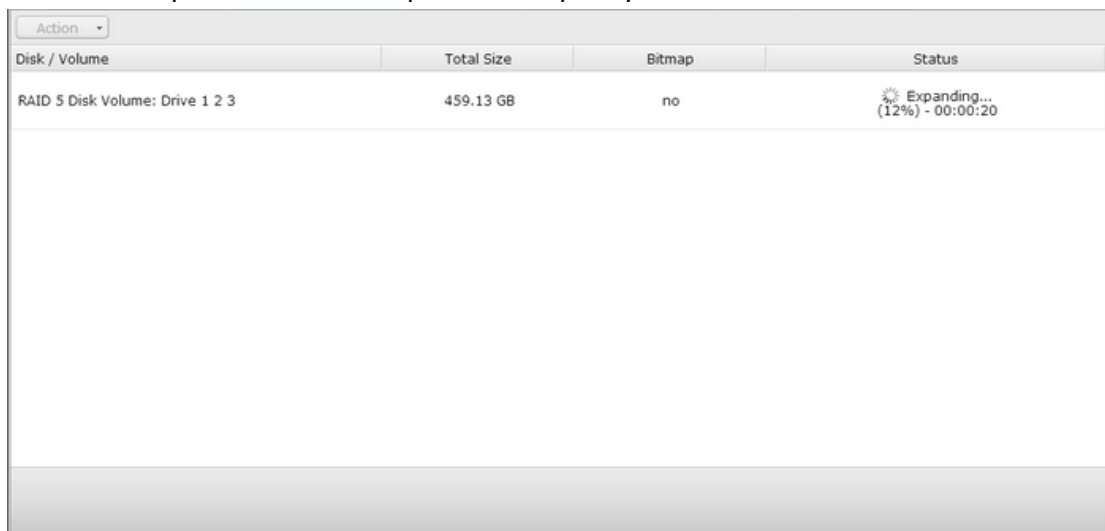 Action
Disk / Volume Total Size Bitmap Status
RAID 5 Disk Volume: Drive 1 2 3 459.13 GB no Expanding...
(12%) - 00:00:20